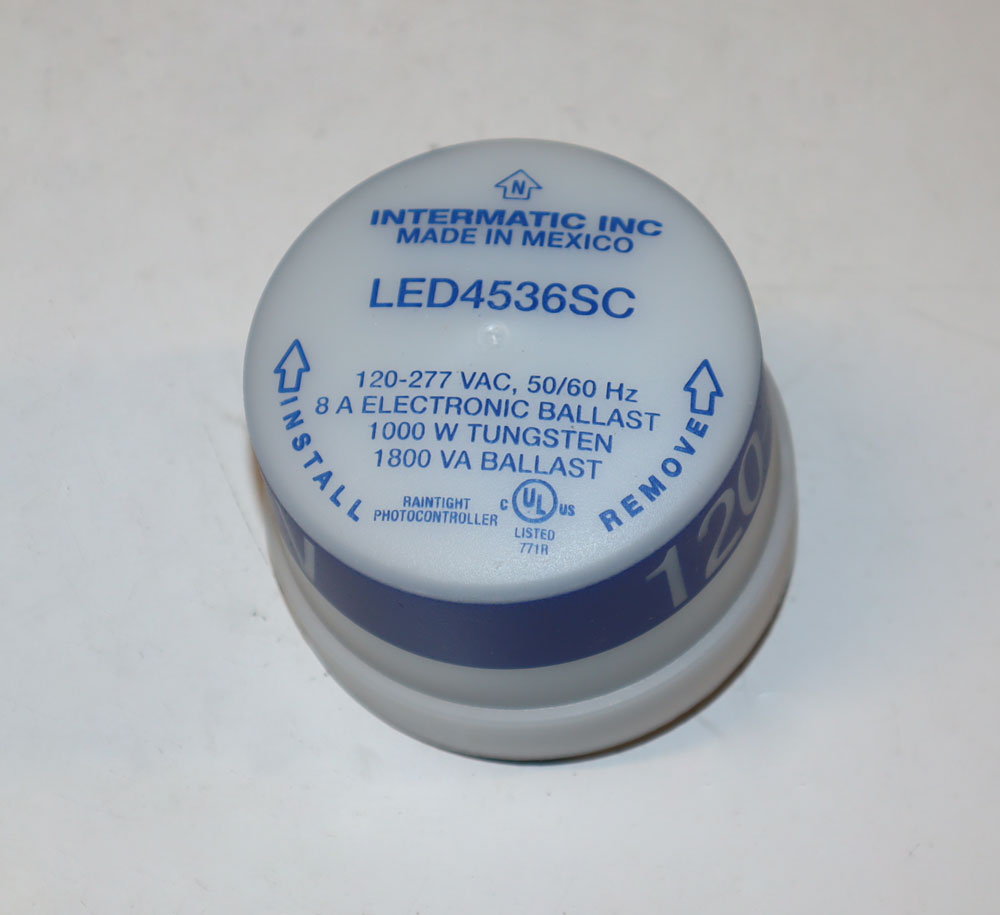 N
INTERMATIC INC
MADE IN MEXICO
LED4536SC
120-277 VAC, 50/60 Hz
8 A ELECTRONIC BALLAST
1000 W TUNGSTEN
1800 VA BALLAST
INSTALL
REMOVE
RAINTIGHT
PHOTOCONTROLLER
C UL US
LISTED
771R
120